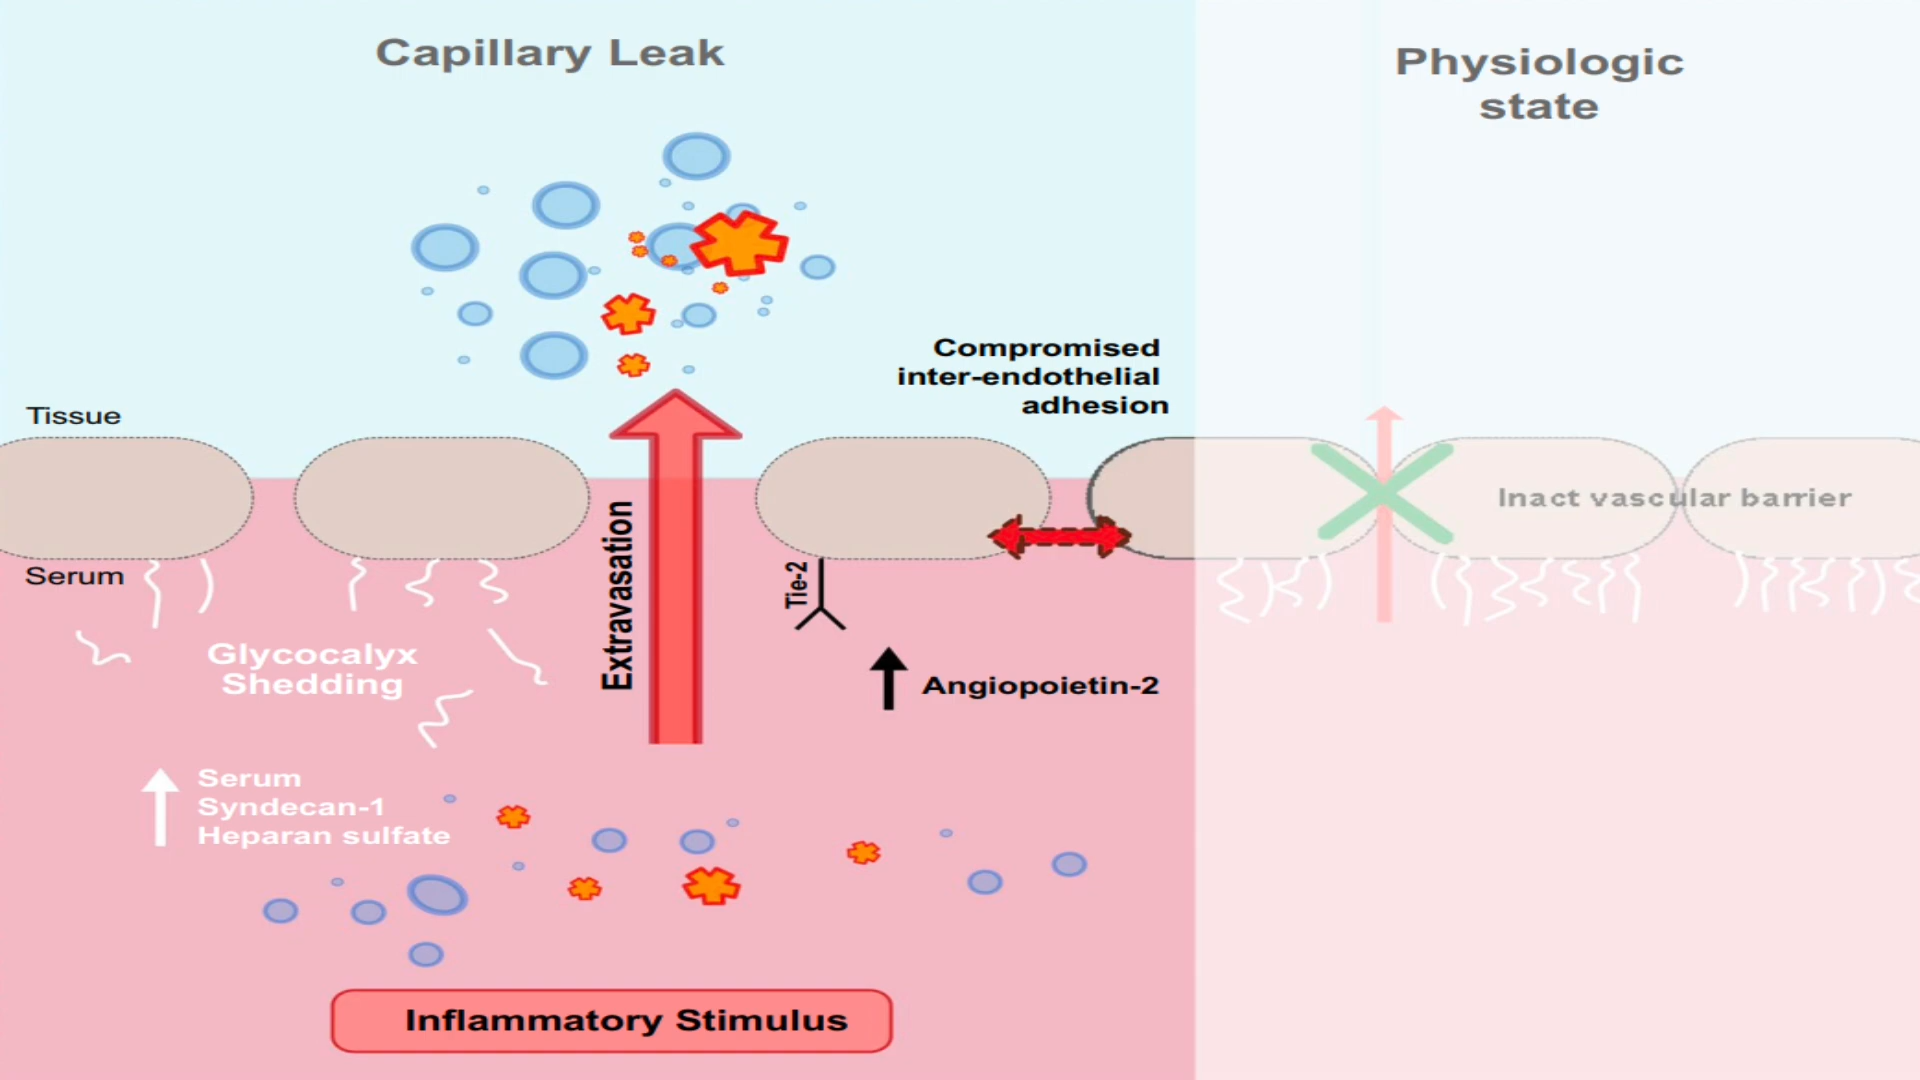 Capillary Leak
Physiologic
state
Compromised
inter-endothelial
adhesion
Tissue
Inact vascular barrier
Serum
Extravasation
Tie-2
Glycocalyx
Shedding
Angiopoietin-2
Serum
Syndecan-1
Heparan sulfate
Inflammatory Stimulus